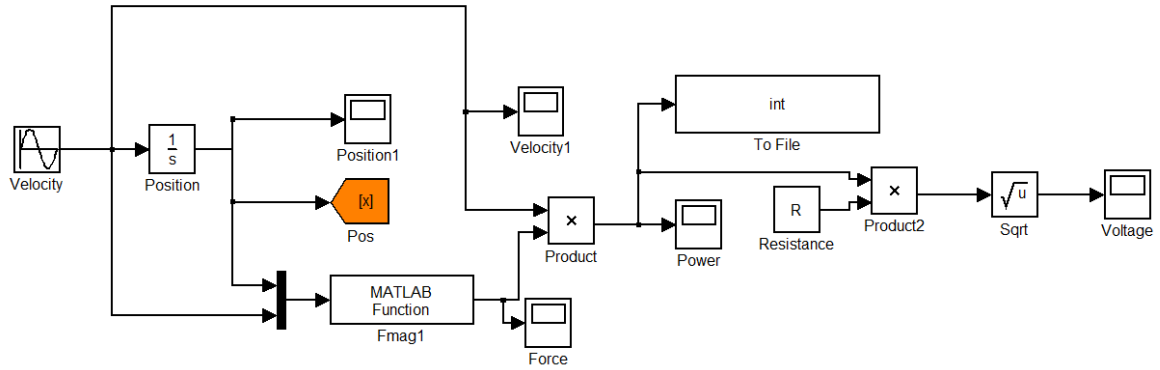 Velocity
1
s
Position
Position1
[x]
Pos
MATLAB
Function
Fmag1
Velocity1
×
Product
Force
int
To File
Power
R
Resistance
×
Product2
√u
Sqrt
Voltage